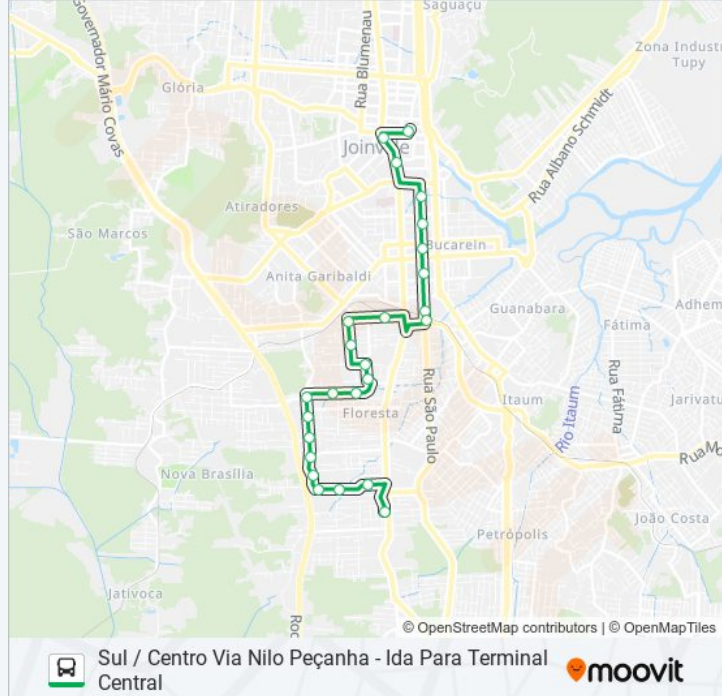 Saguaçu
Zona Industr
Tupy
Governador Mário Covas
Rua Blumenau
Glória
Joinville
Rua Albano Schmidt
Atiradores
São Marcos
Bucarein
Anita Garibaldi
Guanabara
Adhem
Fátima
Rua São Paulo
Rua Fátima
Floresta
Itaum
Rio Itaum
Jarivatu
Rua
Nova Brasília
João Costa
Petrópolis
Jativoca
Roc
© OpenStreetMap contributors | © OpenMapTiles
Sul / Centro Via Nilo Peçanha - Ida Para Terminal
Central
moovit